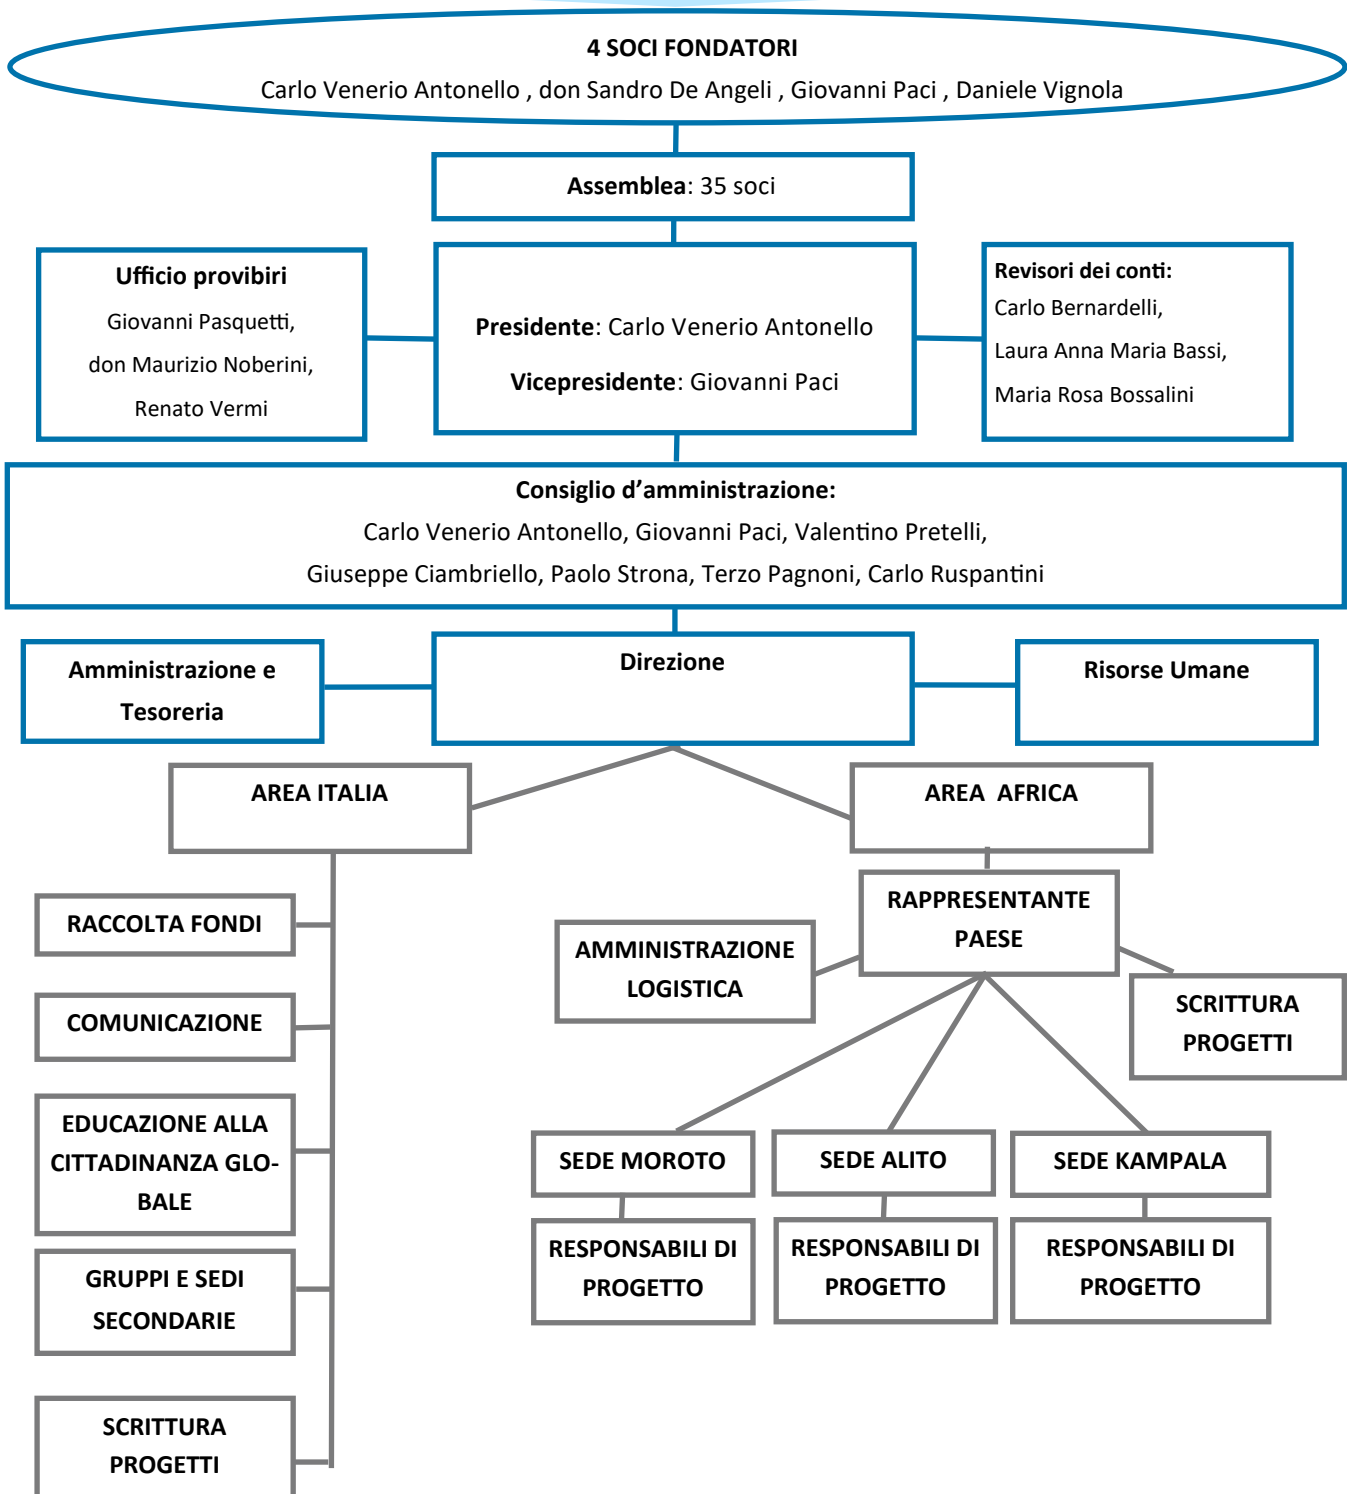 4 SOCI FONDATORI
Carlo Venerio Antonello , don Sandro De Angeli , Giovanni Paci , Daniele Vignola
Assemblea: 35 soci
Ufficio provibiri
Giovanni Pasquetti,
don Maurizio Noberini,
Renato Vermi
Presidente: Carlo Venerio Antonello
Vicepresidente: Giovanni Paci
Revisori dei conti:
Carlo Bernardelli,
Laura Anna Maria Bassi,
Maria Rosa Bossalini
Consiglio d'amministrazione:
Carlo Venerio Antonello, Giovanni Paci, Valentino Pretelli,
Giuseppe Ciambriello, Paolo Strona, Terzo Pagnoni, Carlo Ruspantini
Amministrazione e
Tesoreria
Direzione
Risorse Umane
AREA ITALIA
AREA  AFRICA
RACCOLTA FONDI
COMUNICAZIONE
EDUCAZIONE ALLA
CITTADINANZA GLO-
BALE
GRUPPI E SEDI
SECONDARIE
SCRITTURA
PROGETTI
RAPPRESENTANTE
PAESE
AMMINISTRAZIONE
LOGISTICA
SCRITTURA
PROGETTI
SEDE MOROTO
SEDE ALITO
SEDE KAMPALA
RESPONSABILI DI
PROGETTO
RESPONSABILI DI
PROGETTO
RESPONSABILI DI
PROGETTO